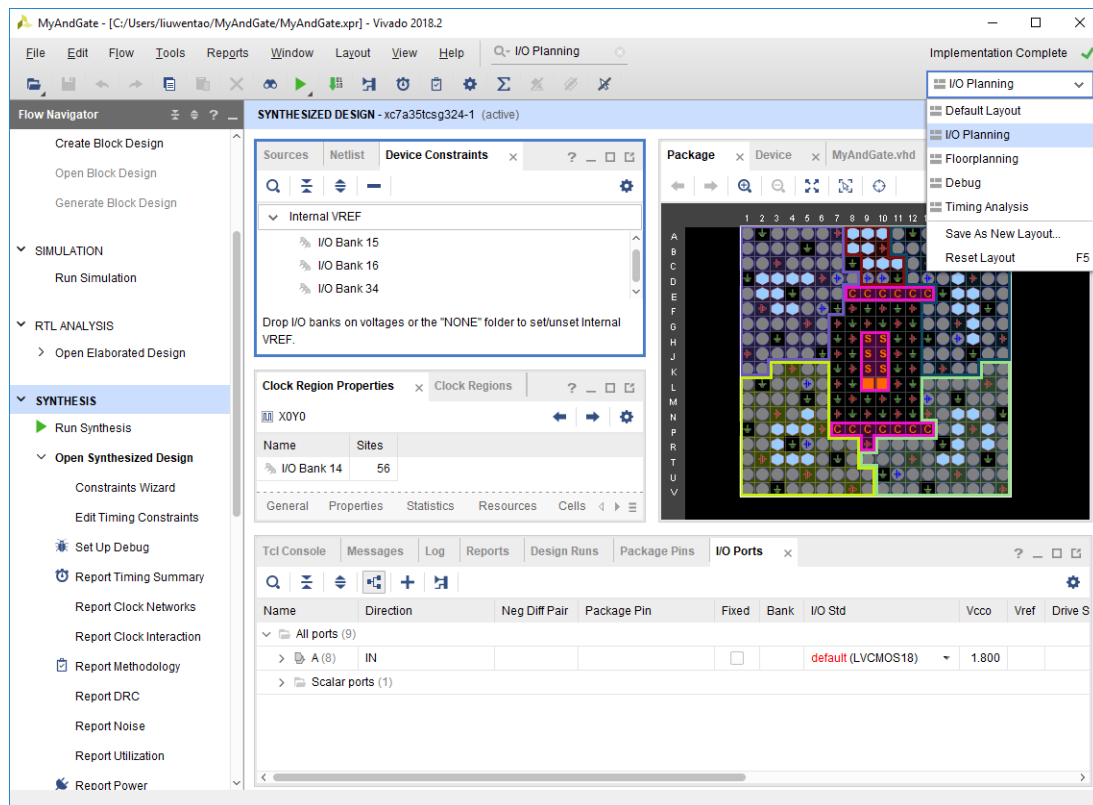 MyAndGate - [C:/Users/liuwentao/MyAndGate/MyAndGate.xpr] - Vivado 2018.2
File Edit Flow Tools Reports Window Layout View Help Q- I/O Planning Implementation Complete
I/O Planning
Default Layout
I/O Planning
Floorplanning
Debug
Timing Analysis
Save As New Layout...
Reset Layout F5
Flow Navigator
Create Block Design
Open Block Design
Generate Block Design
SIMULATION
Run Simulation
RTL ANALYSIS
Open Elaborated Design
SYNTHESIS
Run Synthesis
Open Synthesized Design
Constraints Wizard
Edit Timing Constraints
Set Up Debug
Report Timing Summary
Report Clock Networks
Report Clock Interaction
Report Methodology
Report DRC
Report Noise
Report Utilization
Report Power
SYNTHESIZED DESIGN - xc7a35tcsg324-1 (active)
Sources Netlist Device Constraints
Internal VREF
I/O Bank 15
I/O Bank 16
I/O Bank 34
Drop I/O banks on voltages or the "NONE" folder to set/unset Internal
VREF.
Clock Region Properties Clock Regions
X0Y0
Name Sites
I/O Bank 14 56
General Properties Statistics Resources Cells
Package Device MyAndGate.vhd
1 2 3 4 5 6 7 8 9 10 11 12
A
B
C
D
E C C C C C C
F
G
H S S
J S S
K S S
L
M
N
P C C C C C C
R
T
U
V
Tcl Console Messages Log Reports Design Runs Package Pins I/O Ports
Name Direction Neg Diff Pair Package Pin Fixed Bank I/O Std Vcco Vref Drive S
All ports (9)
A (8) IN default (LVCMOS18) 1.800
Scalar ports (1)